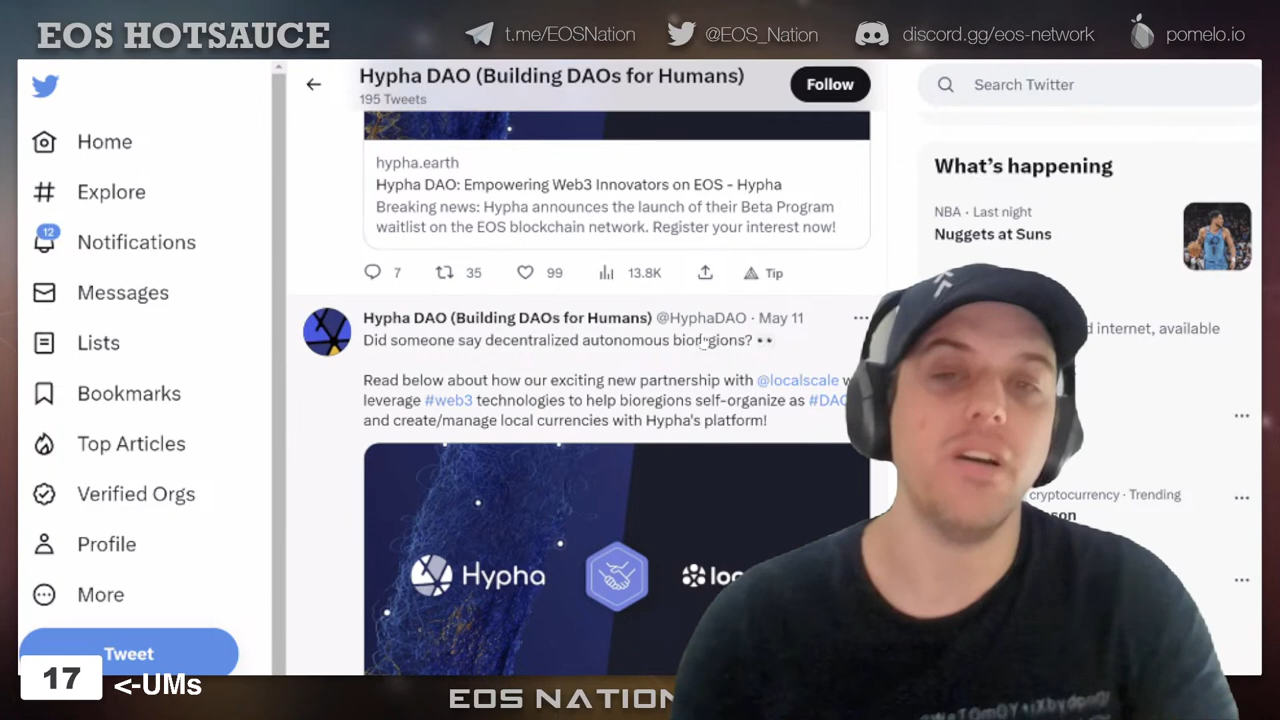 EOS HOTSAUCE
t.me/EOSNation
@EOS_Nation
discord.gg/eos-network
pomelo.io
Home
Explore
12
Notifications
Messages
Lists
Bookmarks
Top Articles
Verified Orgs
Profile
More
Tweet
17 <-UMs
Hypha DAO (Building DAOs for Humans)
195 Tweets
Follow
hypha.earth
Hypha DAO: Empowering Web3 Innovators on EOS - Hypha
Breaking news: Hypha announces the launch of their Beta Program
waitlist on the EOS blockchain network. Register your interest now!
7 35 99 13.8K Tip
Hypha DAO (Building DAOs for Humans) @HyphaDAO · May 11
Did someone say decentralized autonomous bioregions?
Read below about how our exciting new partnership with @localscale
leverage #web3 technologies to help bioregions self-organize as #DAO
and create/manage local currencies with Hypha's platform!
Hypha
Search Twitter
What's happening
NBA · Last night
Nuggets at Suns
d internet, available
cryptocurrency · Trending
EOS NATION